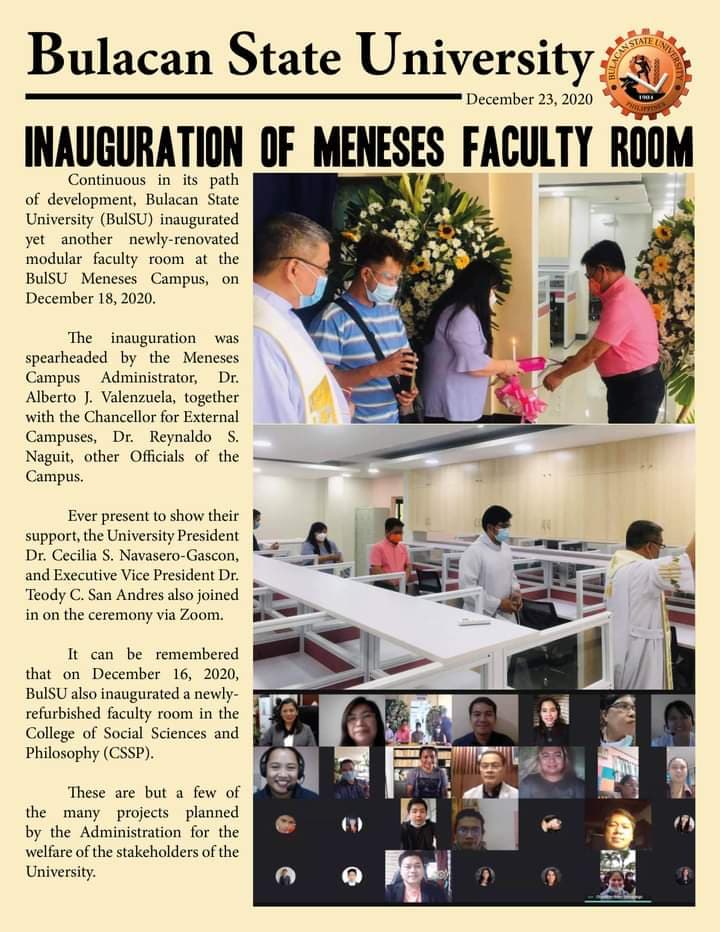 Bulacan State University
BULACAN STATE UNIVERSITY
1904
PHILIPPINES
December 23, 2020
INAUGURATION OF MENESES FACULTY ROOM
Continuous in its path
of development, Bulacan State
University (BulSU) inaugurated
yet another newly-renovated
modular faculty room at the
BulSU Meneses Campus, on
December 18, 2020.
The inauguration was
spearheaded by the Meneses
Campus Administrator, Dr.
Alberto J. Valenzuela, together
with the Chancellor for External
Campuses, Dr. Reynaldo S.
Naguit, other Officials of the
Campus.
Ever present to show their
support, the University President
Dr. Cecilia S. Navasero-Gascon,
and Executive Vice President Dr.
Teody C. San Andres also joined
in on the ceremony via Zoom.
It can be remembered
that on December 16, 2020,
BulSU also inaugurated a newly-
refurbished faculty room in the
College of Social Sciences and
Philosophy (CSSP).
These are but a few of
the many projects planned
by the Administration for the
welfare of the stakeholders of the
University.